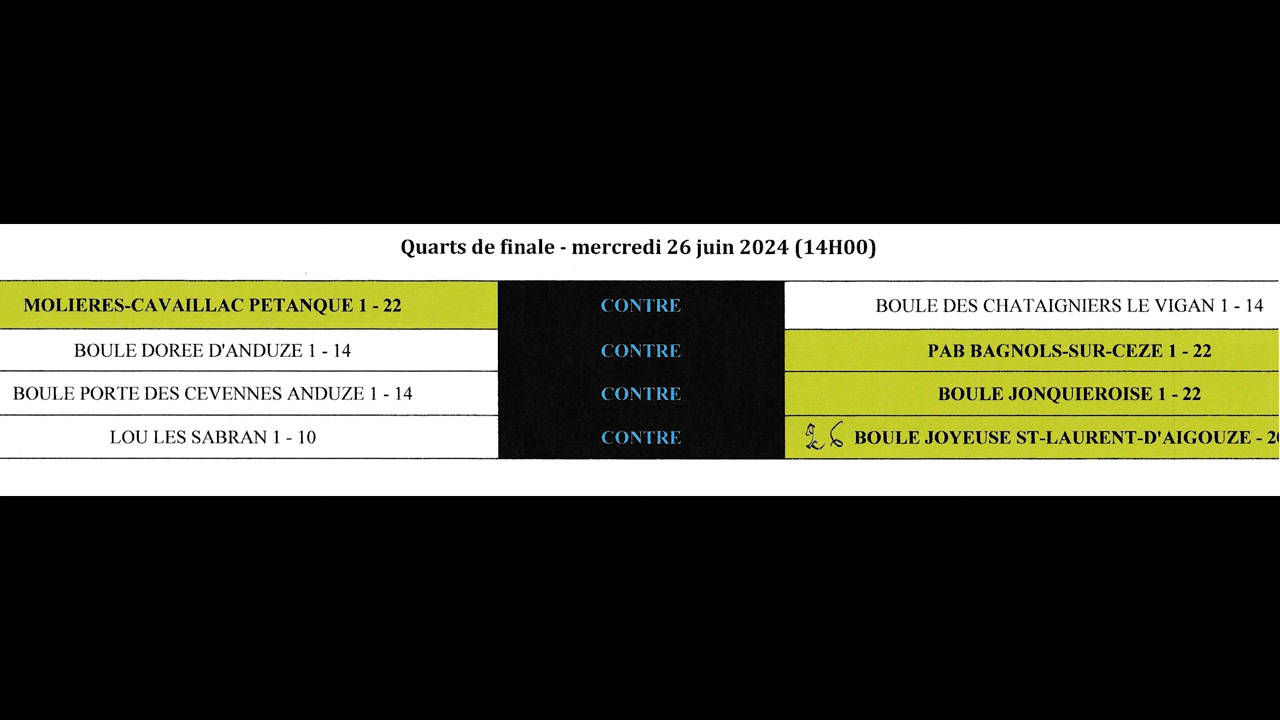 Quarts de finale - mercredi 26 juin 2024 (14H00)
MOLIERES-CAVAILLAC PETANQUE 1 - 22 CONTRE BOULE DES CHATAIGNIERS LE VIGAN 1 - 14
BOULE DOREE D'ANDUZE 1 - 14 CONTRE PAB BAGNOLS-SUR-CEZE 1 - 22
BOULE PORTE DES CEVENNES ANDUZE 1 - 14 CONTRE BOULE JONQUIEROISE 1 - 22
LOU LES SABRAN 1 - 10 CONTRE 26 BOULE JOYEUSE ST-LAURENT-D'AIGOUZE -